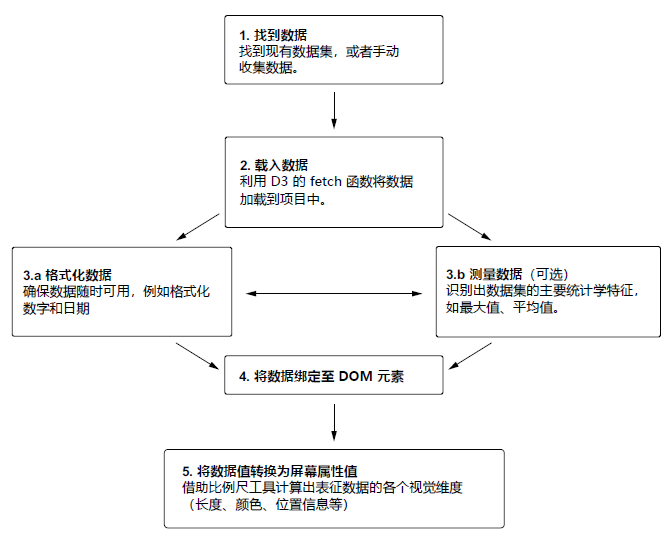 1. 找到数据
找到现有数据集，或者手动
收集数据。
2. 载入数据
利用 D3 的 fetch 函数将数据
加载到项目中。
3.a 格式化数据
确保数据随时可用，例如格式化
数字和日期
3.b 测量数据（可选）
识别出数据集的主要统计学特征，
如最大值、平均值。
4. 将数据绑定至 DOM 元素
5. 将数据值转换为屏幕属性值
借助比例尺工具计算出表征数据的各个视觉维度
（长度、颜色、位置信息等）